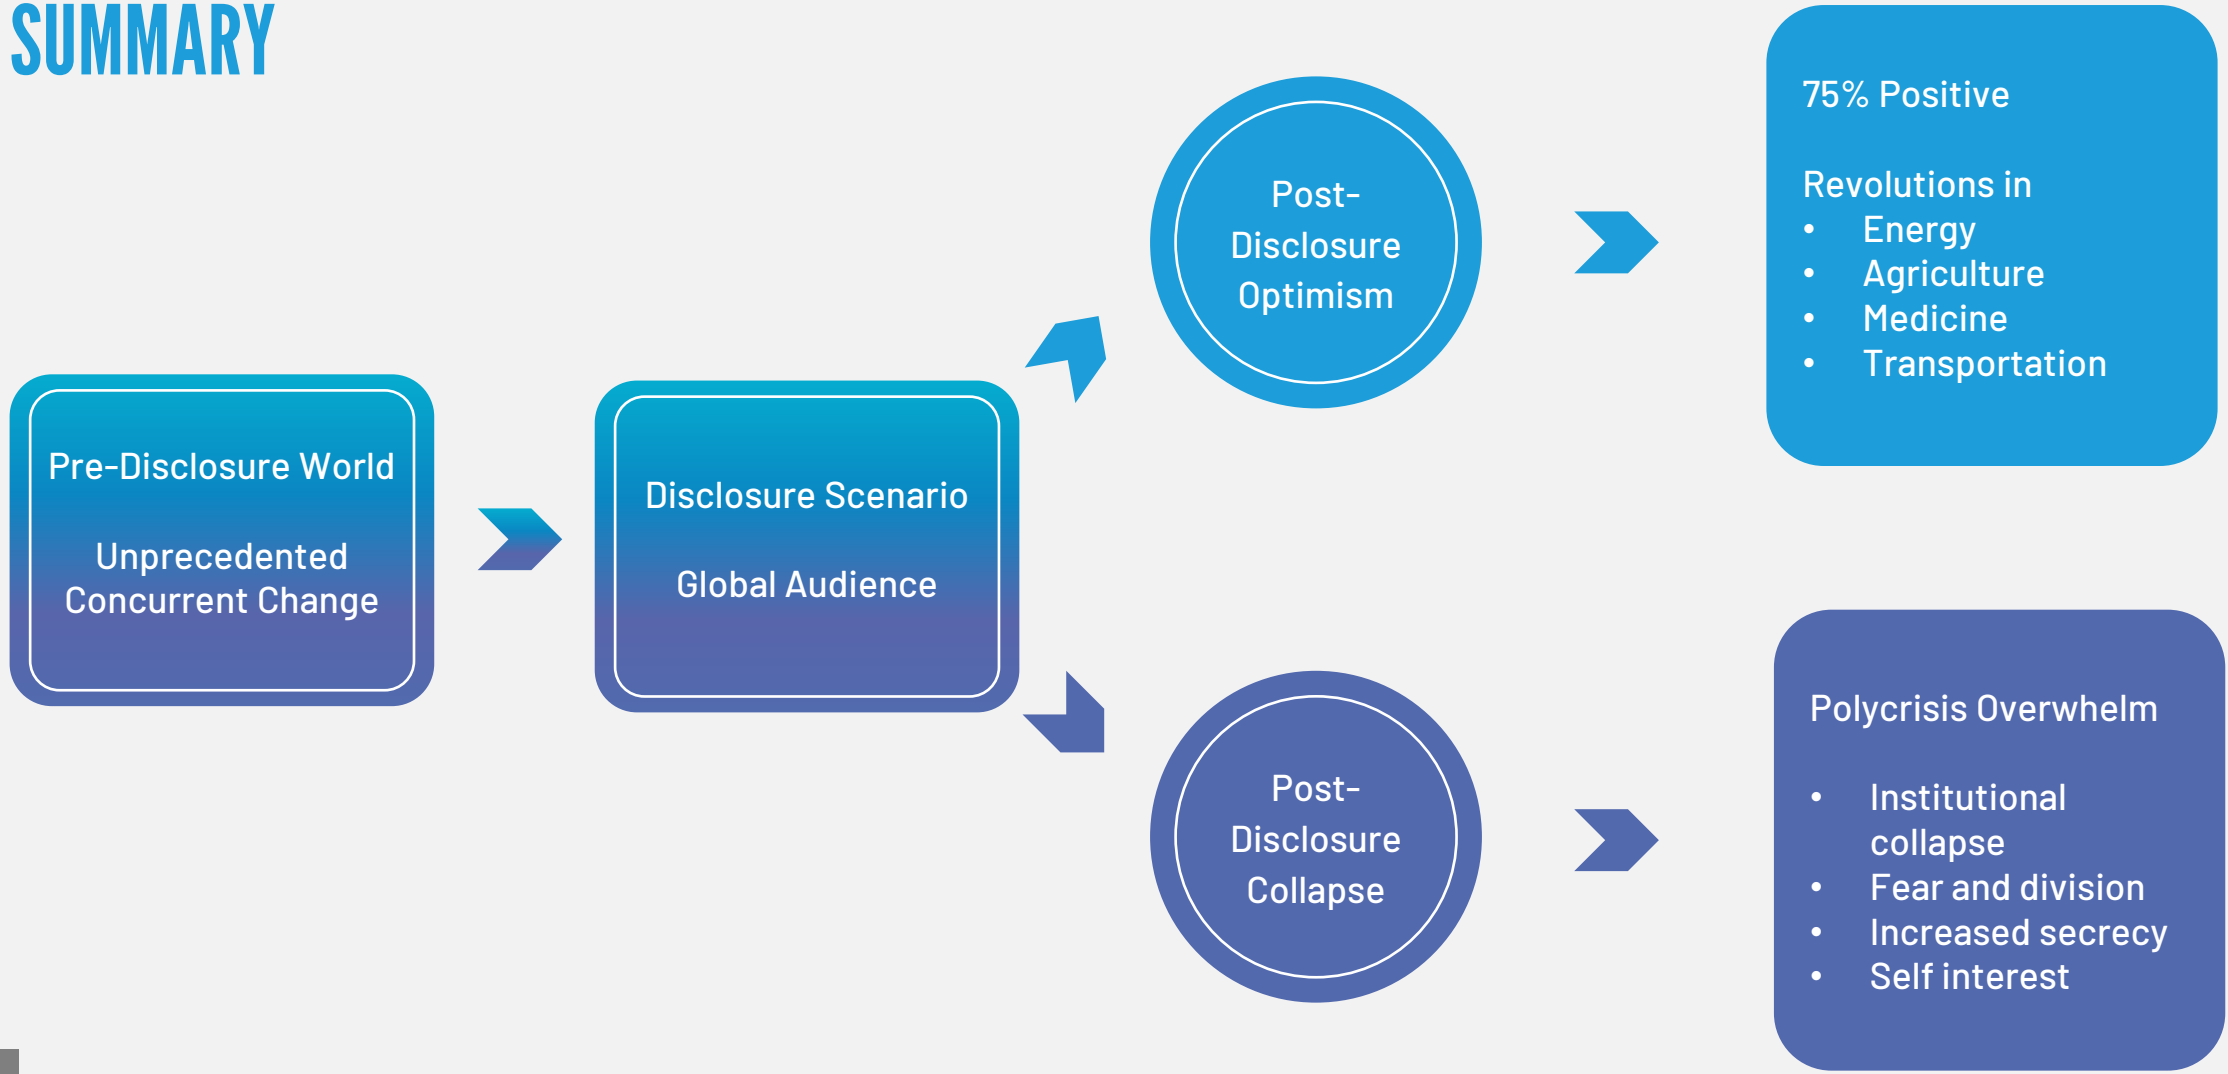 SUMMARY
Pre-Disclosure World
Unprecedented
Concurrent Change
Disclosure Scenario
Global Audience
Post-
Disclosure
Optimism
75% Positive
Revolutions in
• Energy
• Agriculture
• Medicine
• Transportation
Post-
Disclosure
Collapse
Polycrisis Overwhelm
• Institutional
collapse
• Fear and division
• Increased secrecy
• Self interest